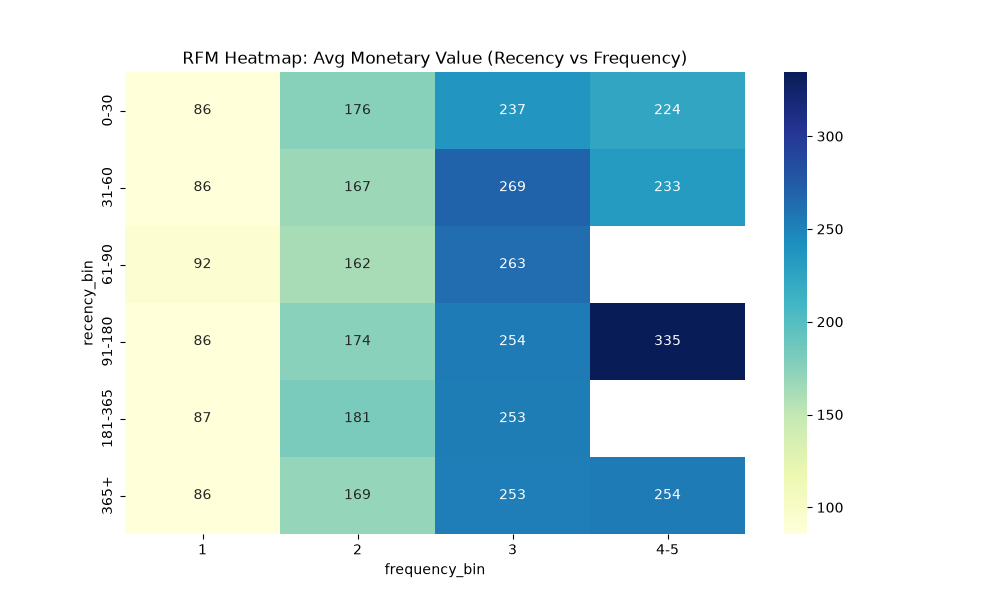 RFM Heatmap: Avg Monetary Value (Recency vs Frequency)
recency_bin
0-30 86 176 237 224
31-60 86 167 269 233
61-90 92 162 263
91-180 86 174 254 335
181-365 87 181 253
365+ 86 169 253 254
1 2 3 4-5
frequency_bin
300
250
200
150
100